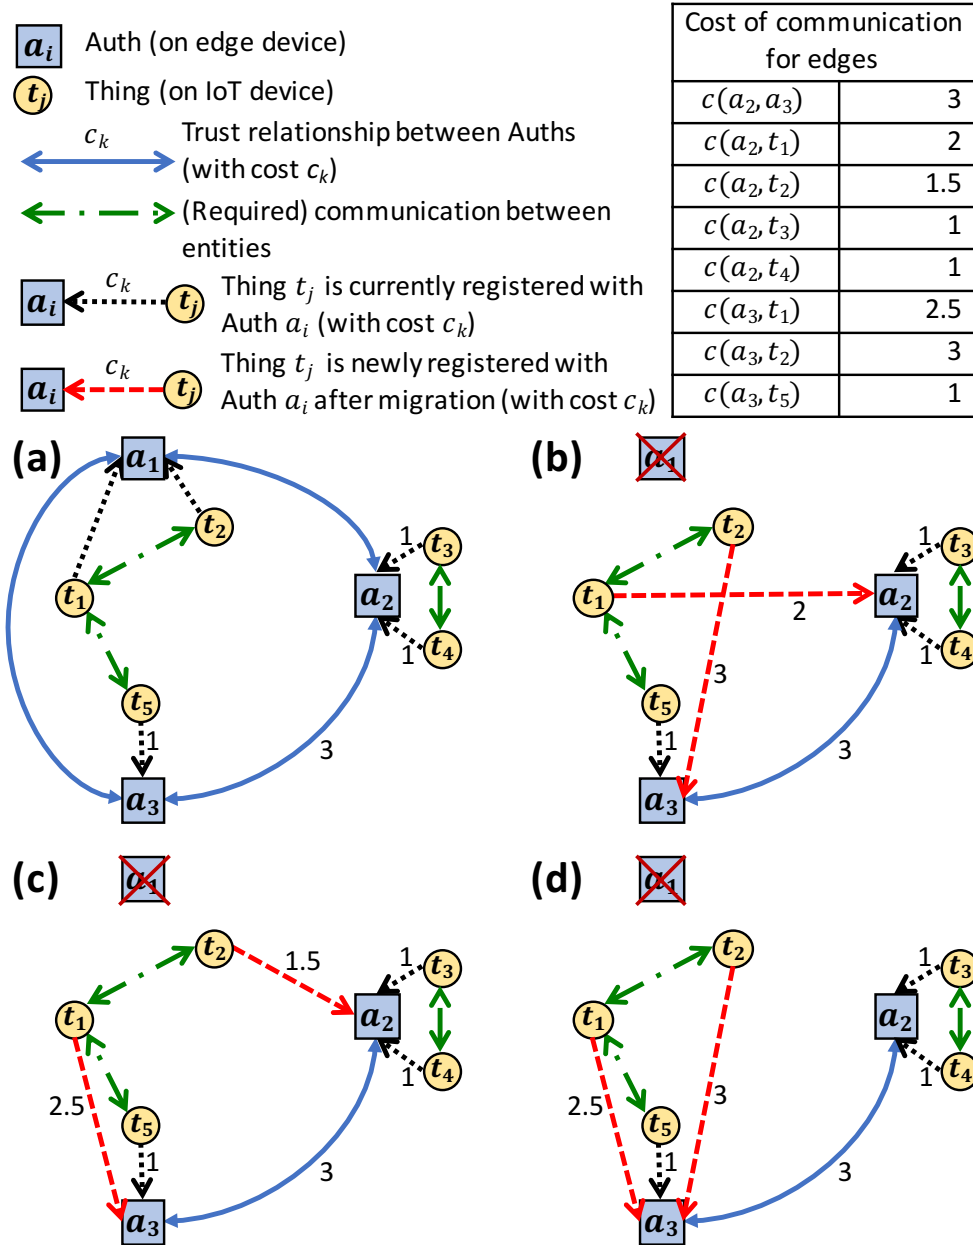 a_i Auth (on edge device)
t_j Thing (on IoT device)
c_k Trust relationship between Auths
(with cost c_k)
(Required) communication between
entities
a_i c_k t_j Thing t_j is currently registered with
Auth a_i (with cost c_k)
a_i c_k t_j Thing t_j is newly registered with
Auth a_i after migration (with cost c_k)
Cost of communication
for edges
c(a_2, a_3) 3
c(a_2, t_1) 2
c(a_2, t_2) 1.5
c(a_2, t_3) 1
c(a_2, t_4) 1
c(a_3, t_1) 2.5
c(a_3, t_2) 3
c(a_3, t_5) 1
(a) a_1
t_2
1 t_3
t_1
a_2
1 t_4
t_5
1
3
a_3
(b) a_1
t_2
1 t_3
t_1
2
a_2
1 t_4
3
t_5
1
3
a_3
(c) a_1
t_2
1.5
1 t_3
t_1
a_2
1 t_4
2.5
t_5
1
3
a_3
(d) a_1
t_2
1 t_3
t_1
a_2
1 t_4
2.5
3
t_5
1
3
a_3